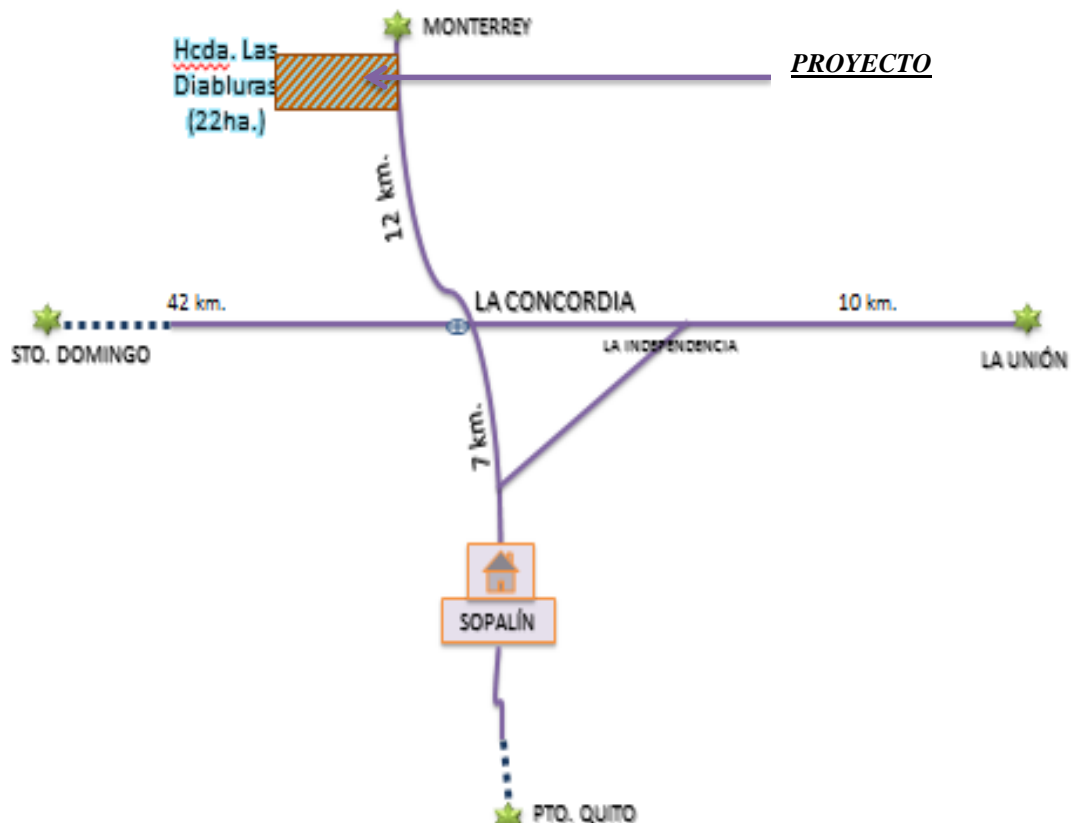 MONTERREY
Hcda. Las
Diabluras
(22ha.)
PROYECTO
12 km.
42 km.
LA CONCORDIA
10 km.
STO. DOMINGO
LA INDEPENDENCIA
LA UNIÓN
7 km.
SOPALÍN
PTO. QUITO